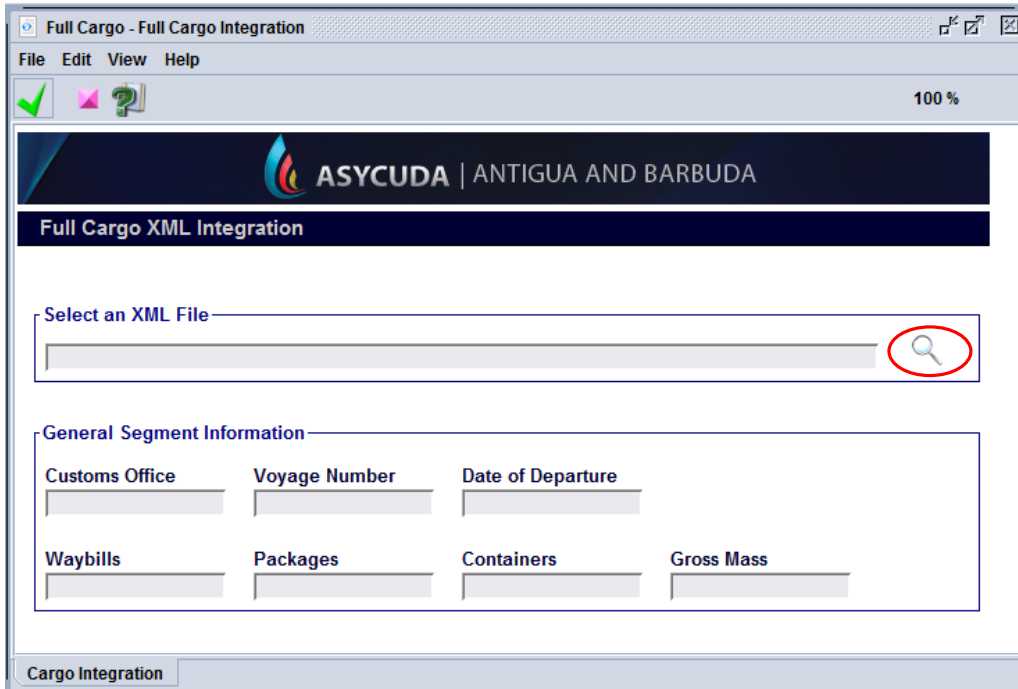 Full Cargo - Full Cargo Integration
File Edit View Help
100 %
ASYCUDA | ANTIGUA AND BARBUDA
Full Cargo XML Integration
Select an XML File
General Segment Information
Customs Office Voyage Number Date of Departure
Waybills Packages Containers Gross Mass
Cargo Integration